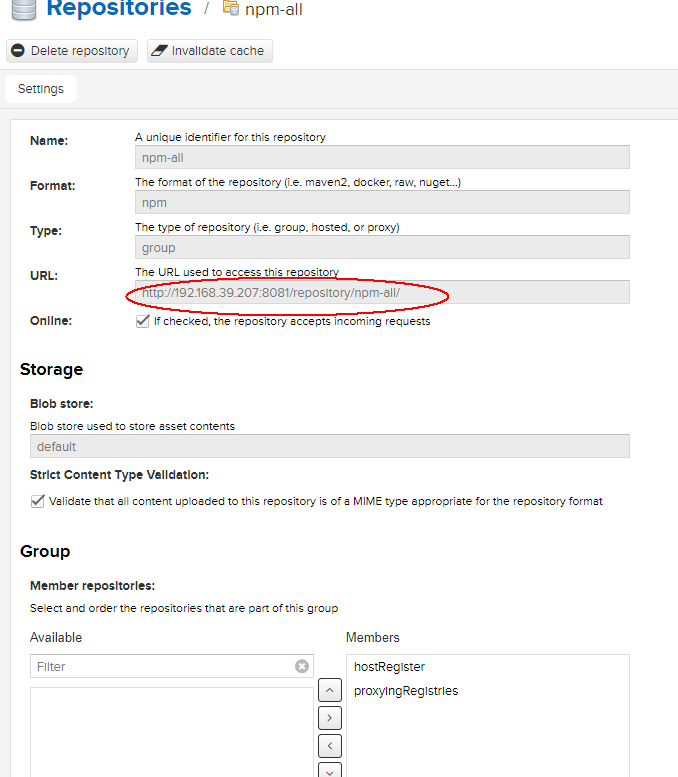 Repositories / npm-all
Delete repository Invalidate cache
Settings
Name: A unique identifier for this repository
npm-all
Format: The format of the repository (i.e. maven2, docker, raw, nuget...)
npm
Type: The type of repository (i.e. group, hosted, or proxy)
group
URL: The URL used to access this repository
http://192.168.39.207:8081/repository/npm-all/
Online: If checked, the repository accepts incoming requests
Storage
Blob store:
Blob store used to store asset contents
default
Strict Content Type Validation:
Validate that all content uploaded to this repository is of a MIME type appropriate for the repository format
Group
Member repositories:
Select and order the repositories that are part of this group
Available Members
Filter hostRegister
proxyingRegistries